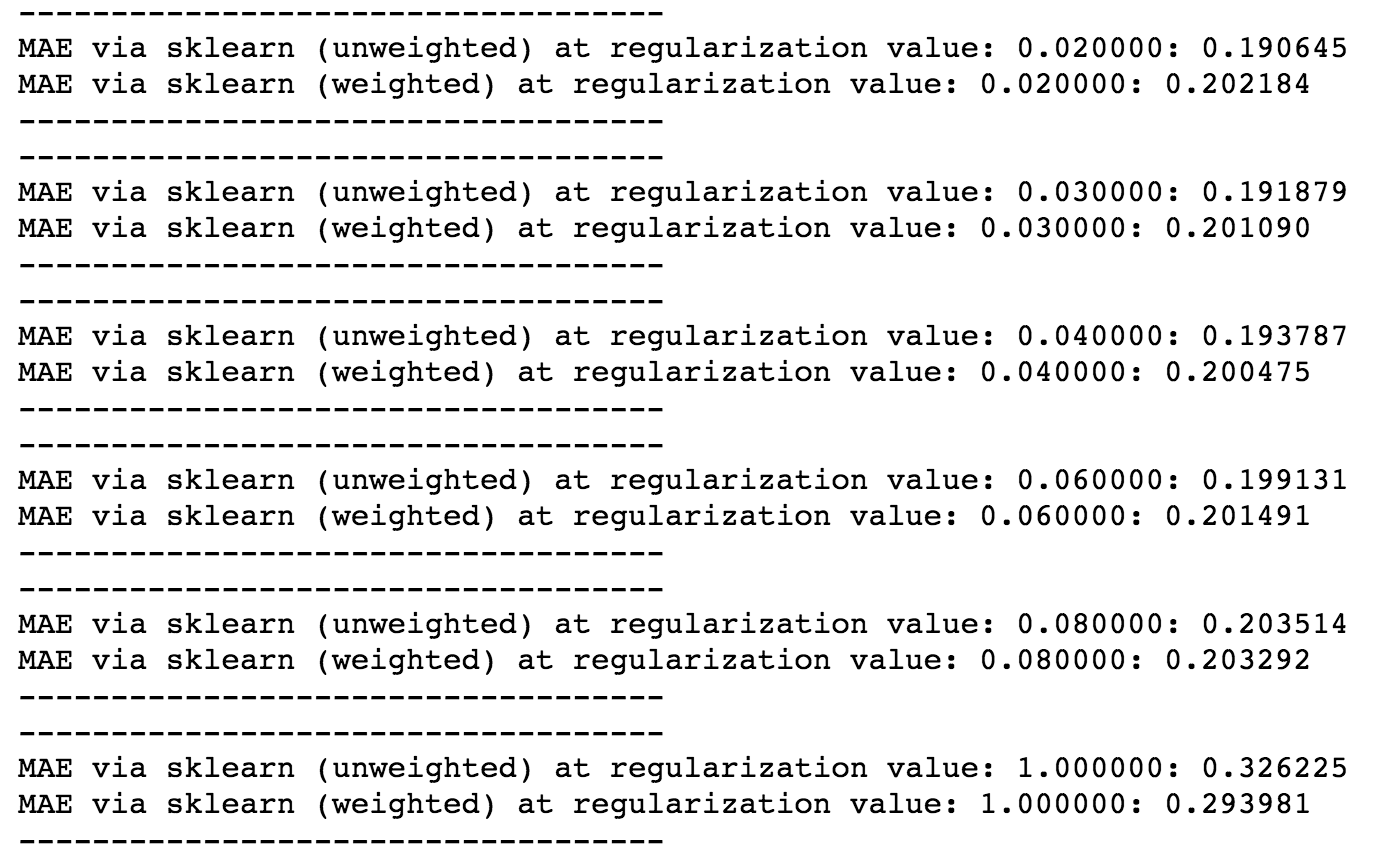 -----------------------------------
MAE via sklearn (unweighted) at regularization value: 0.020000: 0.190645
MAE via sklearn (weighted) at regularization value: 0.020000: 0.202184
-----------------------------------
-----------------------------------
MAE via sklearn (unweighted) at regularization value: 0.030000: 0.191879
MAE via sklearn (weighted) at regularization value: 0.030000: 0.201090
-----------------------------------
-----------------------------------
MAE via sklearn (unweighted) at regularization value: 0.040000: 0.193787
MAE via sklearn (weighted) at regularization value: 0.040000: 0.200475
-----------------------------------
-----------------------------------
MAE via sklearn (unweighted) at regularization value: 0.060000: 0.199131
MAE via sklearn (weighted) at regularization value: 0.060000: 0.201491
-----------------------------------
-----------------------------------
MAE via sklearn (unweighted) at regularization value: 0.080000: 0.203514
MAE via sklearn (weighted) at regularization value: 0.080000: 0.203292
-----------------------------------
-----------------------------------
MAE via sklearn (unweighted) at regularization value: 1.000000: 0.326225
MAE via sklearn (weighted) at regularization value: 1.000000: 0.293981
-----------------------------------